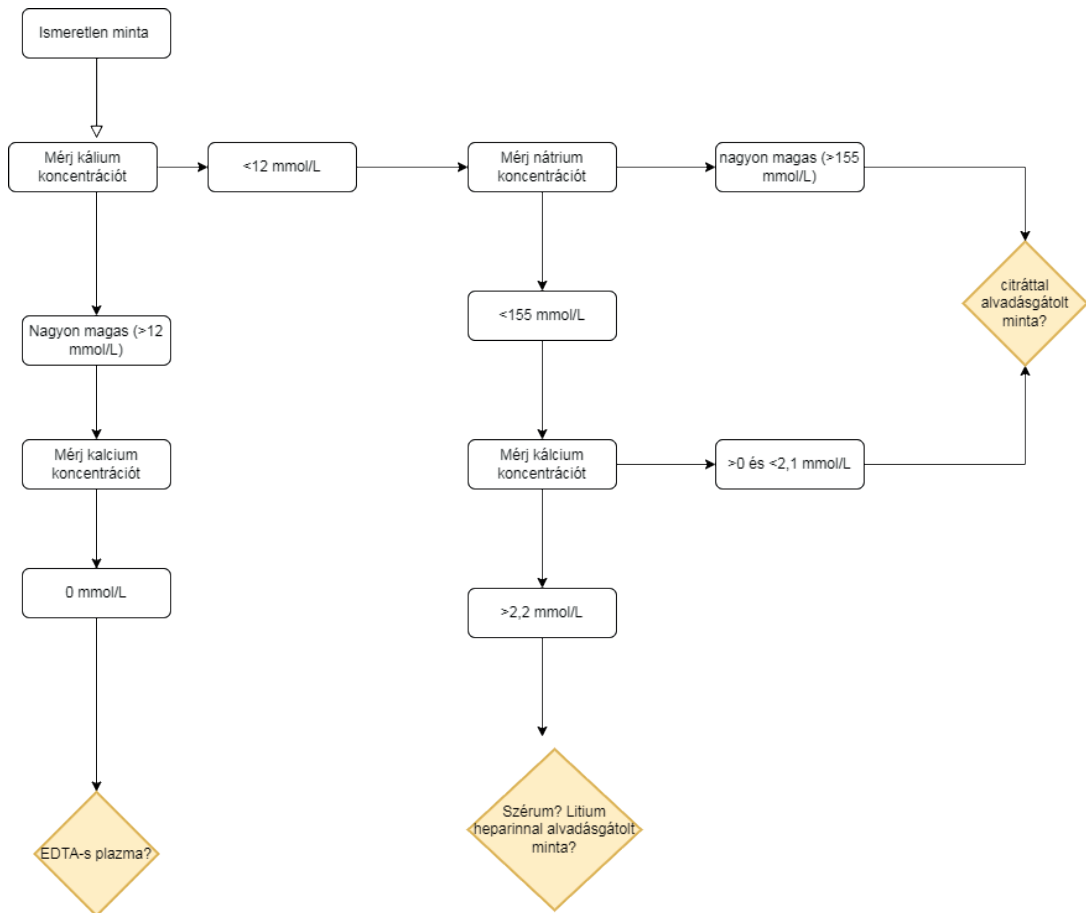 Ismeretlen minta
Mérj kálium
koncentrációt
<12 mmol/L
Mérj nátrium
koncentrációt
nagyon magas (>155
mmol/L)
citráttal
alvadásgátolt
minta?
<155 mmol/L
Nagyon magas (>12
mmol/L)
Mérj kalcium
koncentrációt
Mérj kálcium
koncentrációt
>0 és <2,1 mmol/L
0 mmol/L
>2,2 mmol/L
Szérum? Litium
heparinnal alvadásgátolt
minta?
EDTA-s plazma?